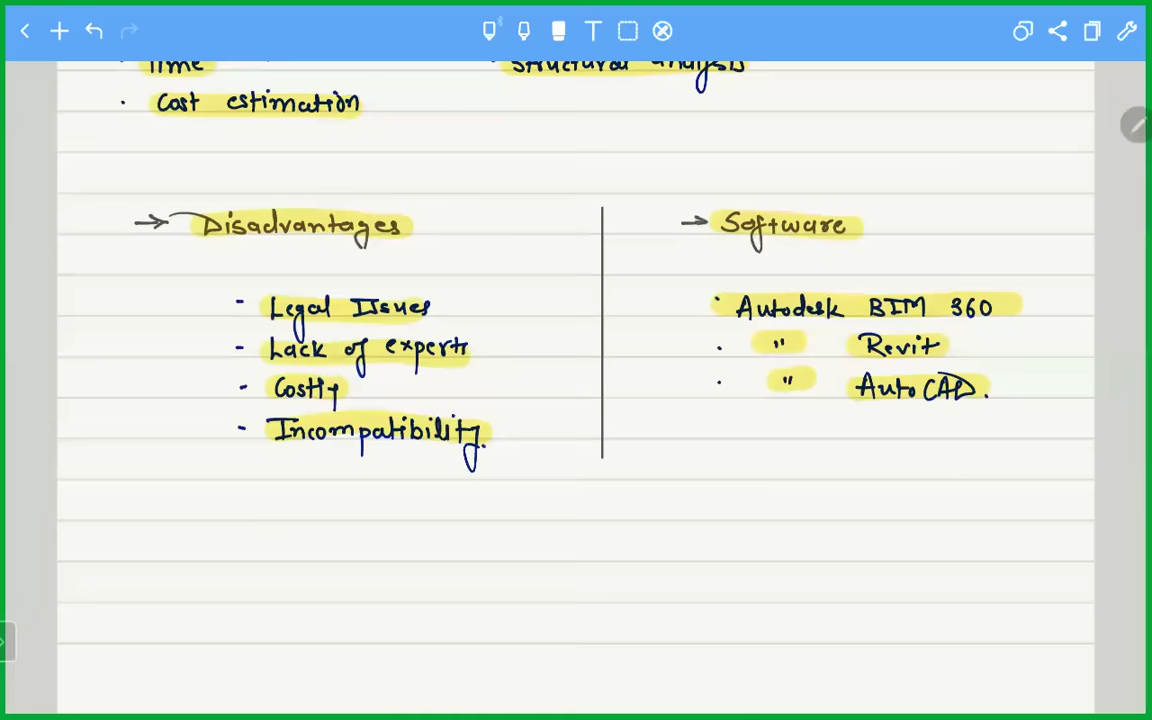 · Time
· Structural analysis
· Cost estimation
→ Disadvantages
- Legal Issues
- Lack of experts
- Costly
- Incompatibility.
→ Software
· Autodesk BIM 360
· " Revit
· " AutoCAD.